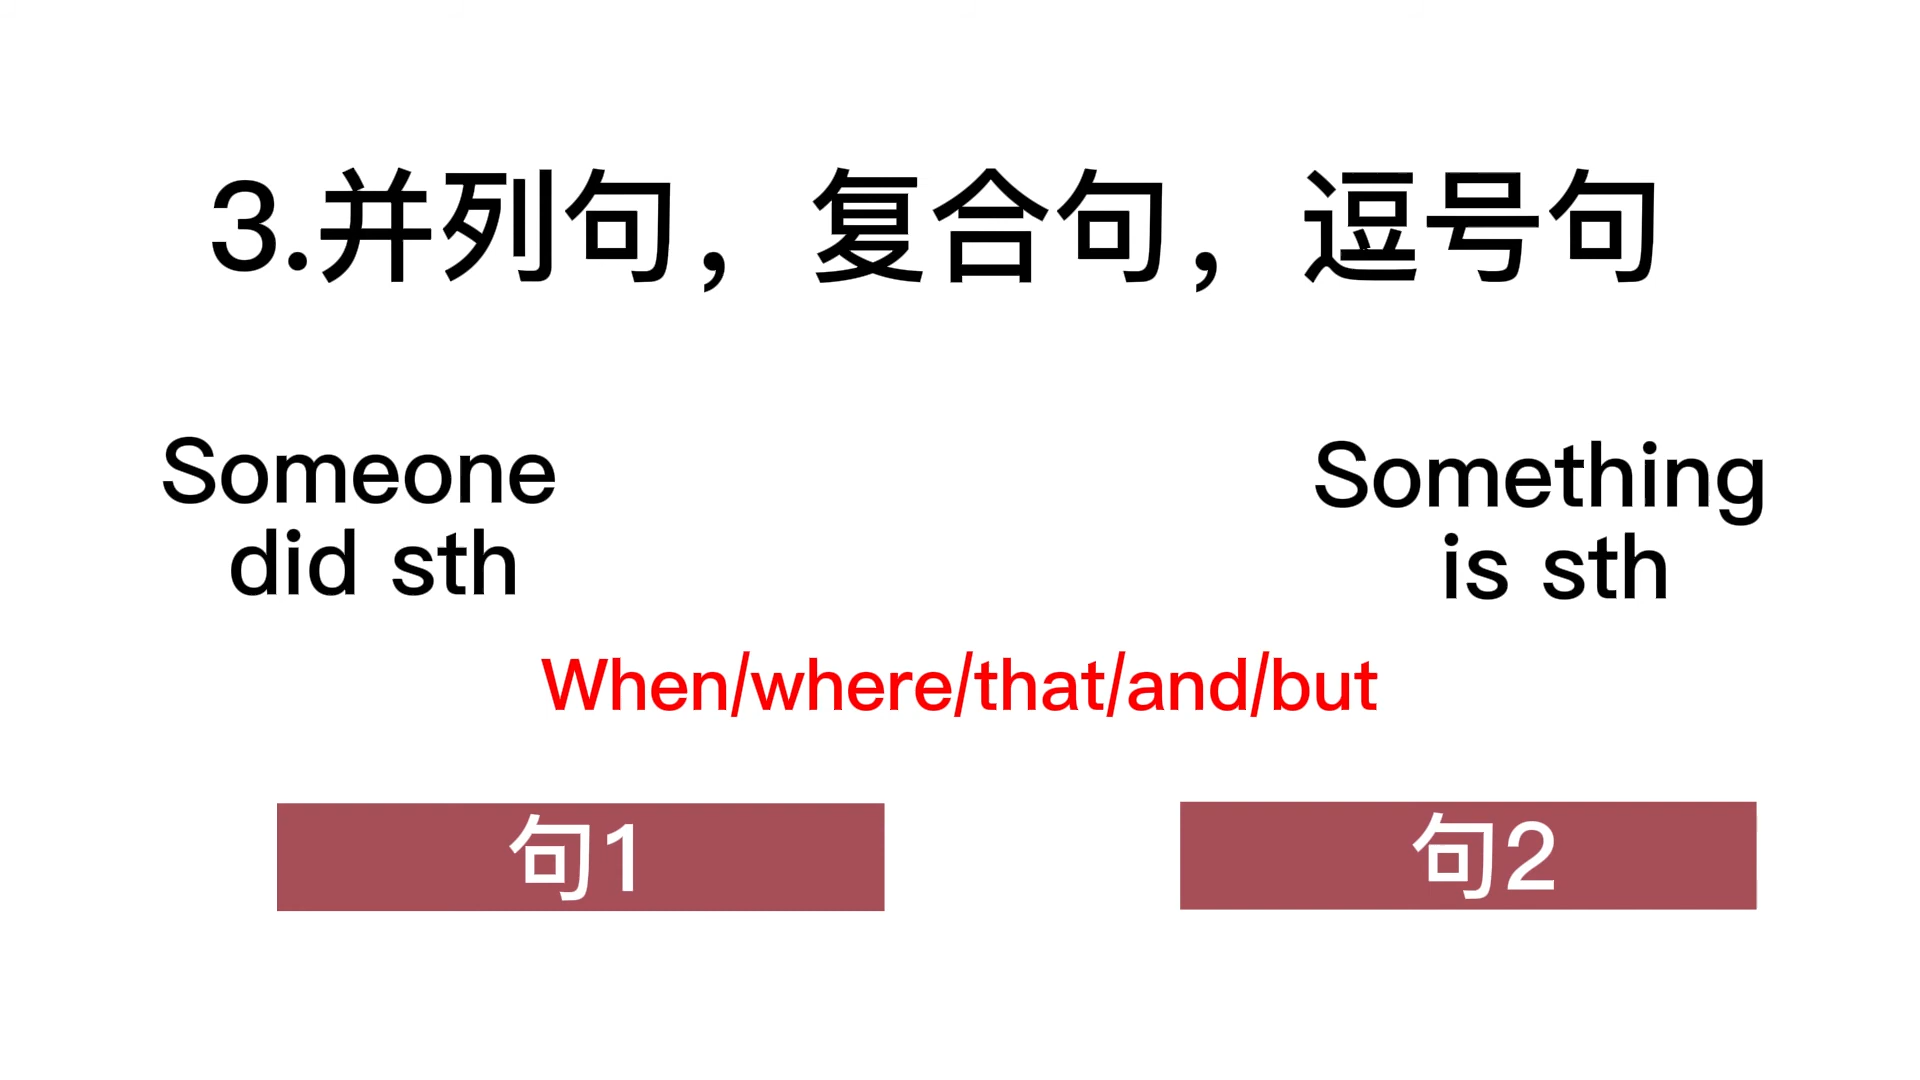 3.并列句，复合句，逗号句
Someone
did sth
Something
is sth
When/where/that/and/but
句1
句2